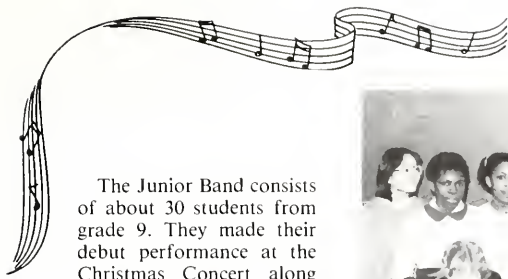 The Junior Band consists
of about 30 students from
grade 9. They made their
debut performance at the
Christmas Concert along